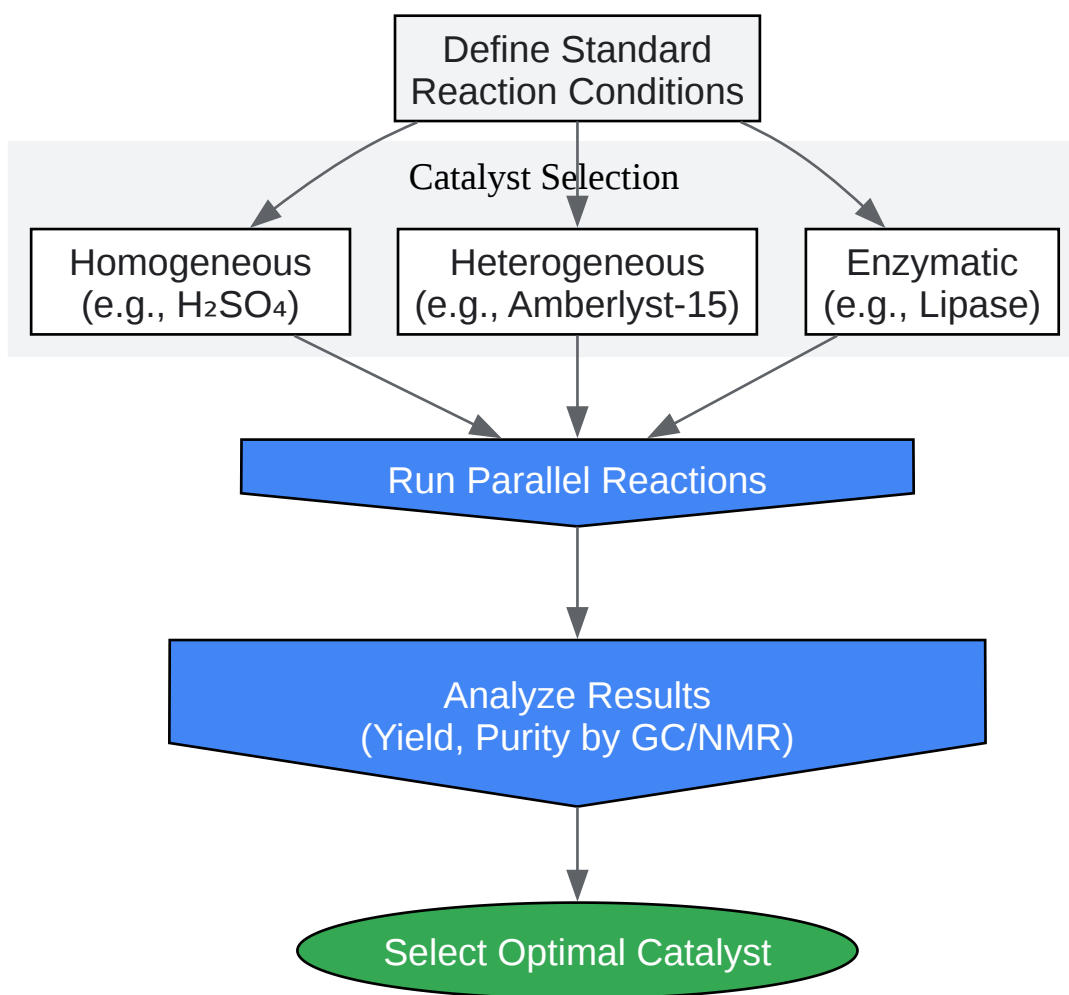 Define Standard
Reaction Conditions
Catalyst Selection
Homogeneous
(e.g., H₂SO₄)
Heterogeneous
(e.g., Amberlyst-15)
Enzymatic
(e.g., Lipase)
Run Parallel Reactions
Analyze Results
(Yield, Purity by GC/NMR)
Select Optimal Catalyst